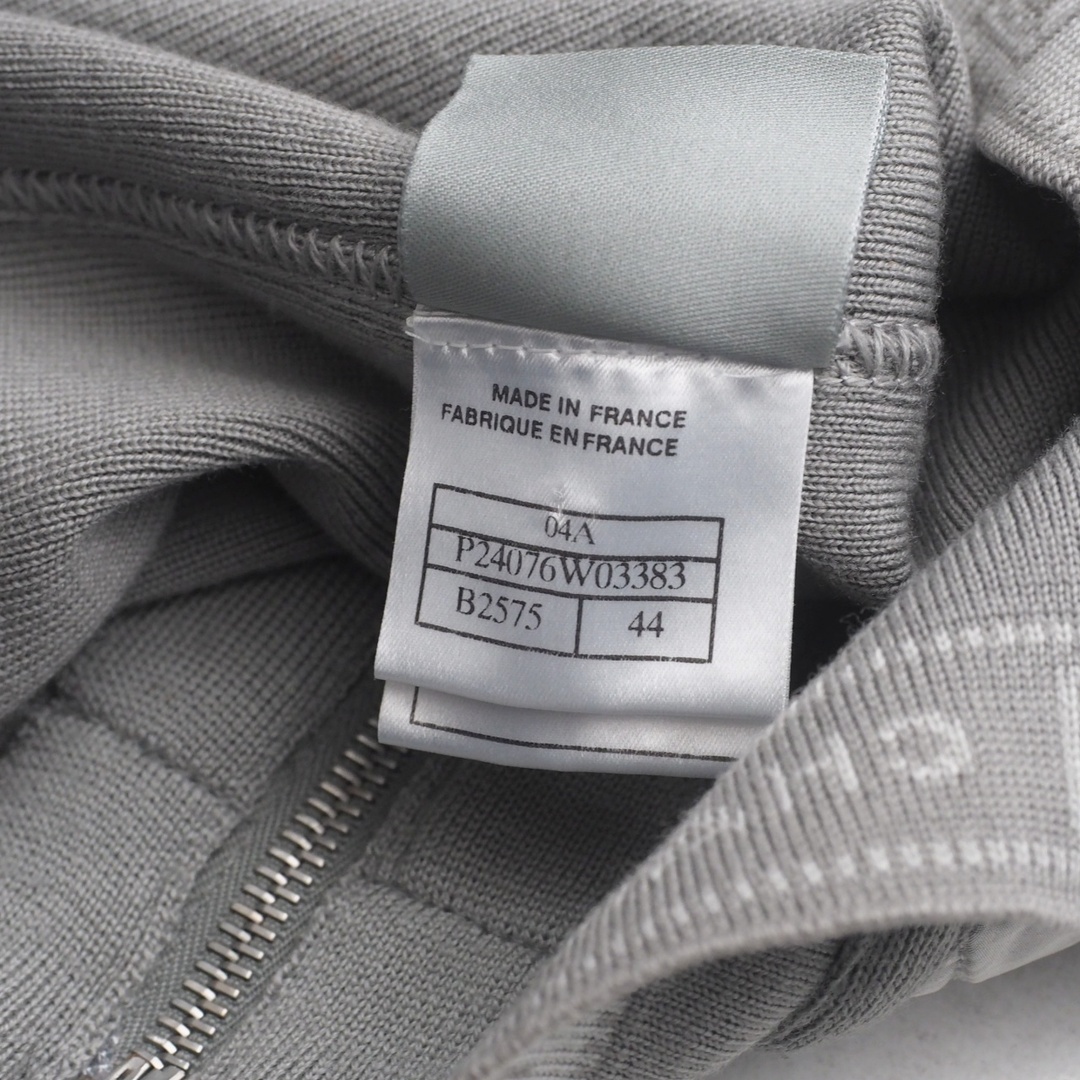 MADE IN FRANCE
FABRIQUE EN FRANCE
04A
P24076W03383
B2575 44